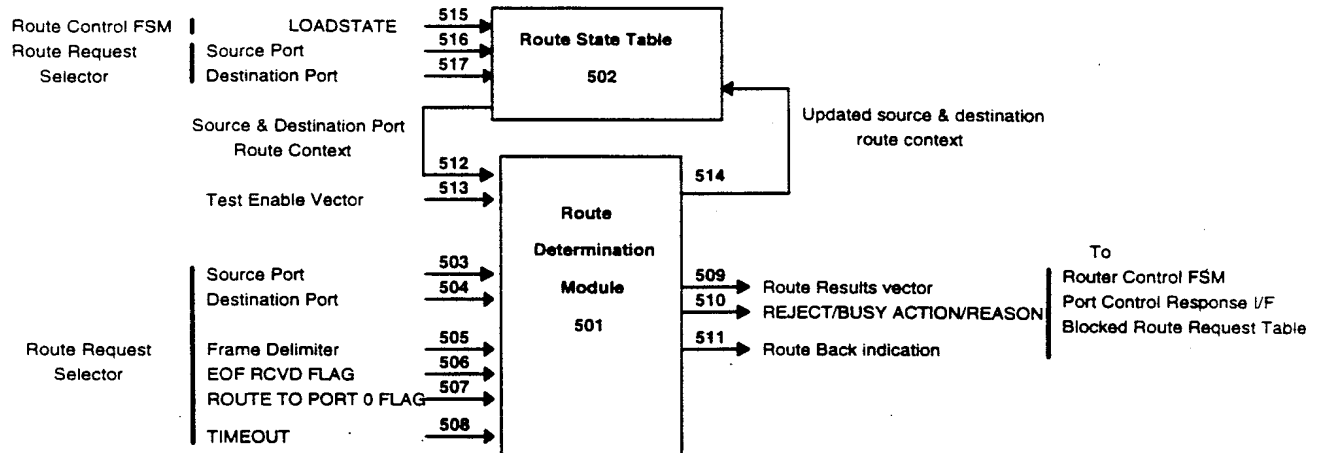 Route Control FSM
LOADSTATE
515
Route Request
Selector
Source Port
516
Destination Port
517
Route State Table
502
Source & Destination Port
Route Context
512
Test Enable Vector
513
Updated source & destination
route context
514
Route
Determination
Module
501
Route Request
Selector
Source Port
503
Destination Port
504
Frame Delimiter
505
EOF RCVD FLAG
506
ROUTE TO PORT 0 FLAG
507
TIMEOUT
508
509
Route Results vector
510
REJECT/BUSY ACTION/REASON
511
Route Back indication
To
Router Control FSM
Port Control Response I/F
Blocked Route Request Table